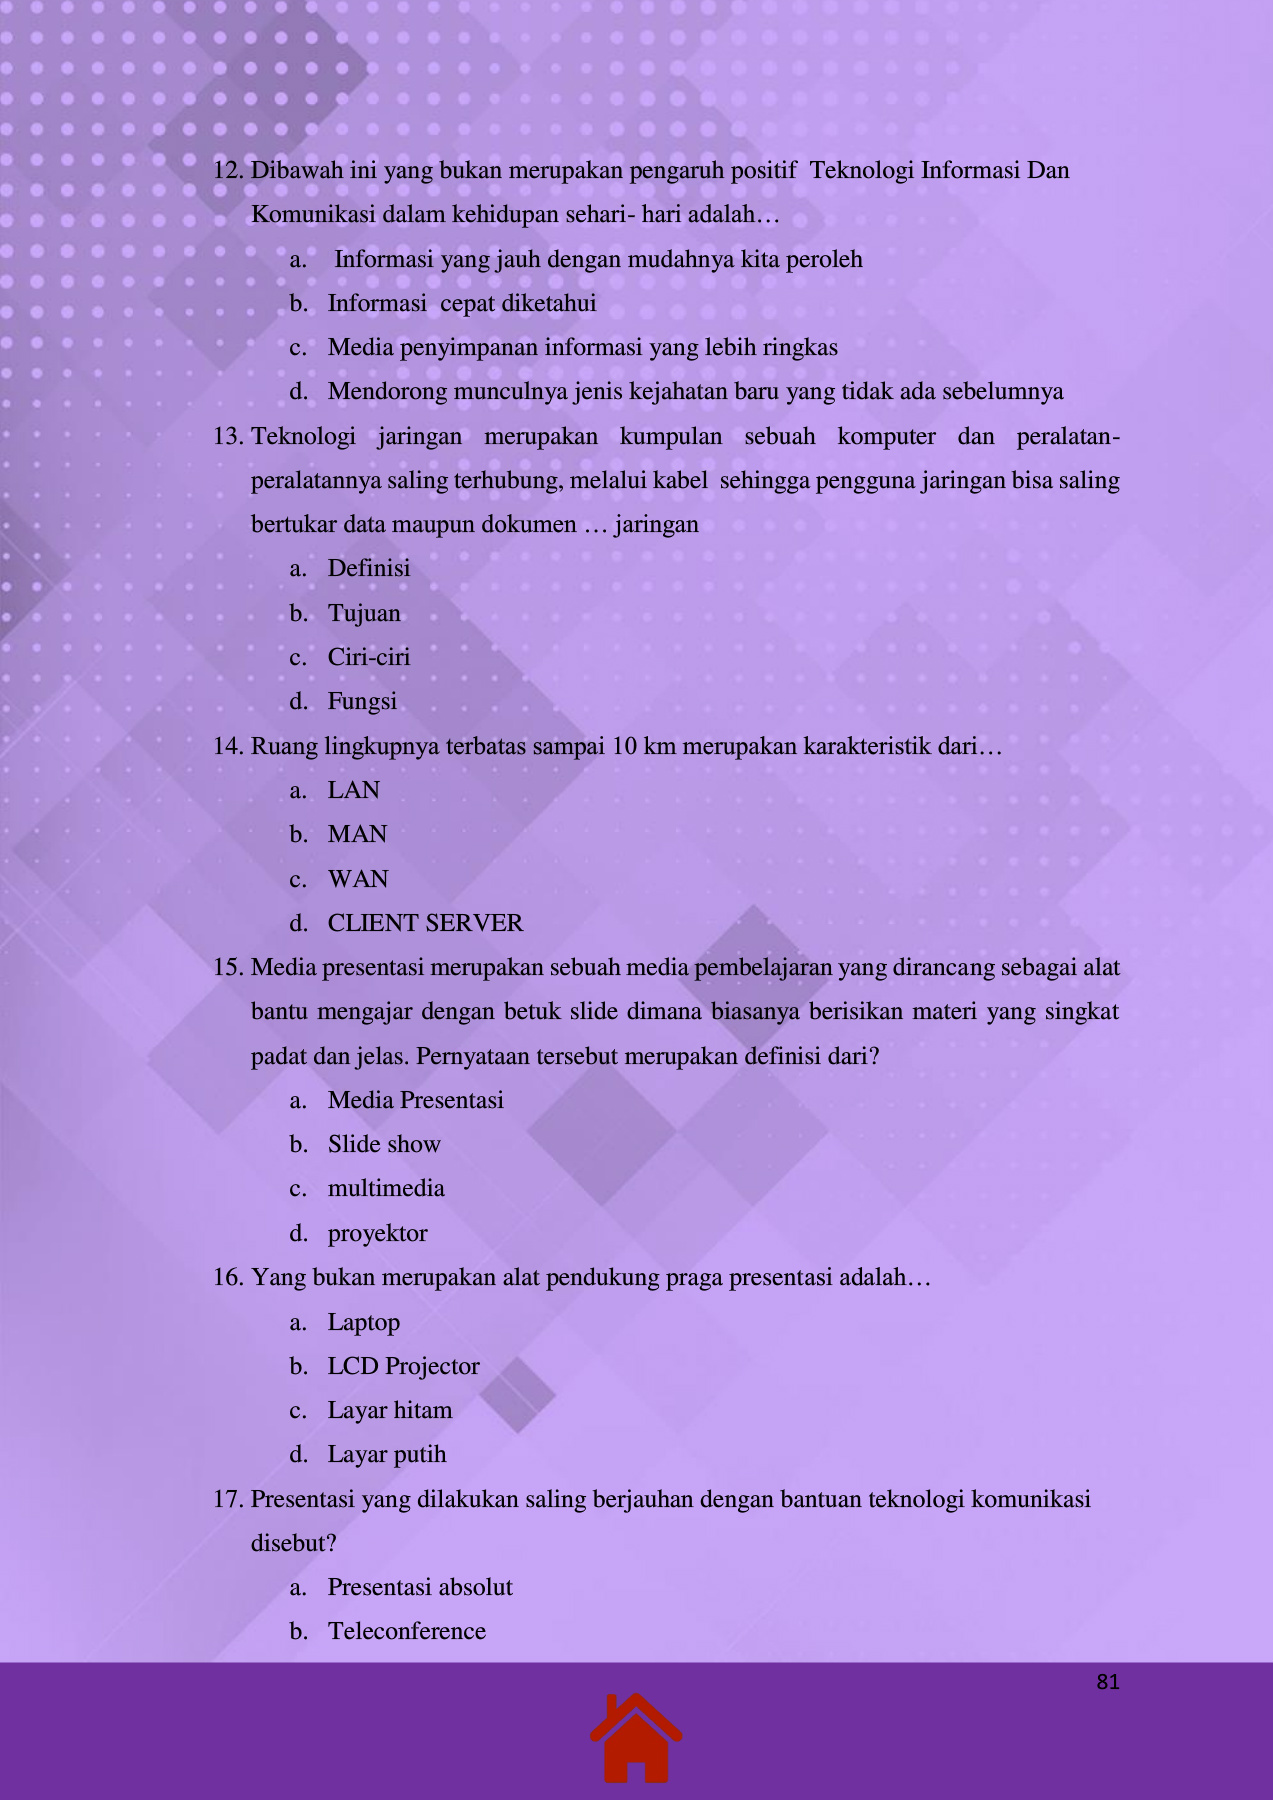 12. Dibawah ini yang bukan merupakan pengaruh positif Teknologi Informasi Dan
Komunikasi dalam kehidupan sehari- hari adalah…
a. Informasi yang jauh dengan mudahnya kita peroleh
b. Informasi cepat diketahui
c. Media penyimpanan informasi yang lebih ringkas
d. Mendorong munculnya jenis kejahatan baru yang tidak ada sebelumnya
13. Teknologi jaringan merupakan kumpulan sebuah komputer dan peralatan-
peralatannya saling terhubung, melalui kabel sehingga pengguna jaringan bisa saling
bertukar data maupun dokumen … jaringan
a. Definisi
b. Tujuan
c. Ciri-ciri
d. Fungsi
14. Ruang lingkupnya terbatas sampai 10 km merupakan karakteristik dari…
a. LAN
b. MAN
c. WAN
d. CLIENT SERVER
15. Media presentasi merupakan sebuah media pembelajaran yang dirancang sebagai alat
bantu mengajar dengan betuk slide dimana biasanya berisikan materi yang singkat
padat dan jelas. Pernyataan tersebut merupakan definisi dari?
a. Media Presentasi
b. Slide show
c. multimedia
d. proyektor
16. Yang bukan merupakan alat pendukung praga presentasi adalah…
a. Laptop
b. LCD Projector
c. Layar hitam
d. Layar putih
17. Presentasi yang dilakukan saling berjauhan dengan bantuan teknologi komunikasi
disebut?
a. Presentasi absolut
b. Teleconference
81